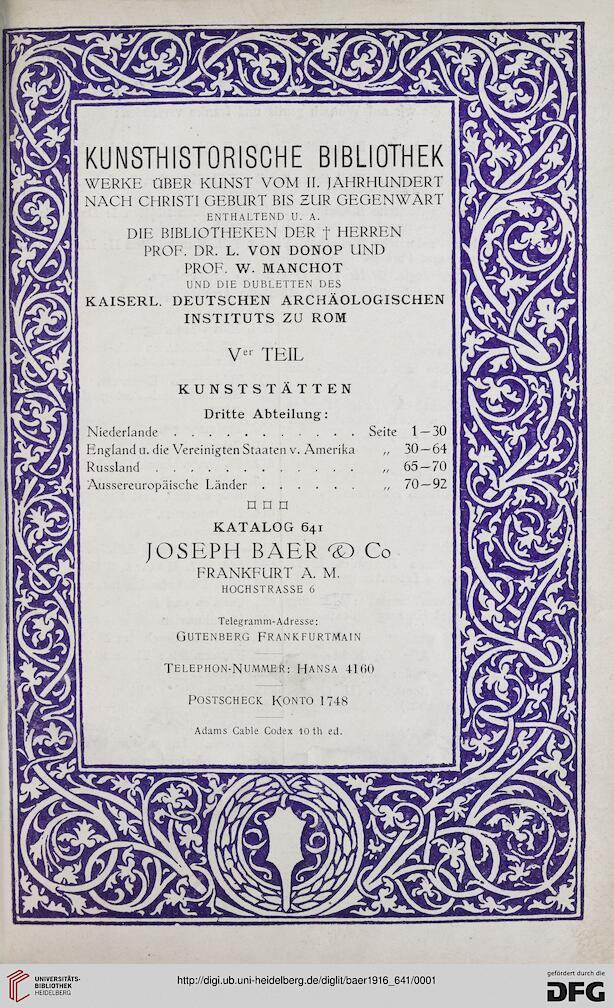 KUNSTHISTORISCHE BIBLIOTHEK
WERKE ÜBER KUNST VOM II. JAHRHUNDERT
NACH CHRISTI GEBURT BIS ZUR GEGENWART
ENTHALTEND U. A.
DIE BIBLIOTHEKEN DER † HERREN
PROF. DR. L. VON DONOP UND
PROF. W. MANCHOT
UND DIE DUBLETTEN DES
KAISERL. DEUTSCHEN ARCHÄOLOGISCHEN
INSTITUTS ZU ROM
Ver TEIL
KUNSTSTÄTTEN
Dritte Abteilung:
Niederlande . . . . . . . . . . . Seite 1—30
England u. die Vereinigten Staaten v. Amerika „ 30—64
Russland . . . . . . . . . . . . „ 65—70
Aussereuropäische Länder . . . . . . „ 70—92
KATALOG 641
JOSEPH BAER & Co
FRANKFURT A. M.
HOCHSTRASSE 6
Telegramm-Adresse:
GUTENBERG FRANKFURTMAIN
TELEPHON-NUMMER: HANSA 4160
POSTSCHECK KONTO 1748
Adams Cable Codex 10 th ed.
UNIVERSITÄTS-
BIBLIOTHEK
HEIDELBERG
http://digi.ub.uni-heidelberg.de/diglit/baer1916_641/0001
gefördert durch die
DFG